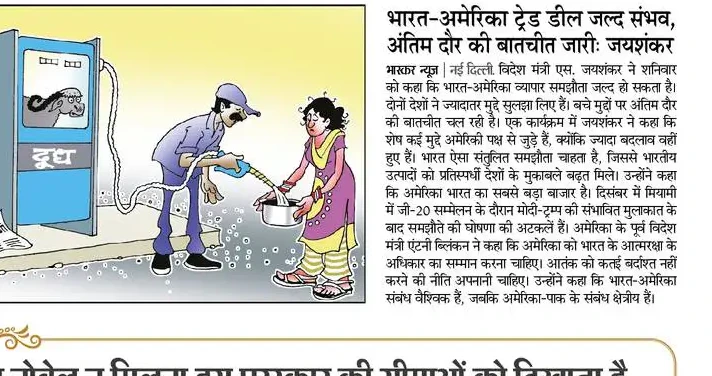 दूध
भारत-अमेरिका ट्रेड डील जल्द संभव,
अंतिम दौर की बातचीत जारीः जयशंकर
भास्कर न्यूज | नई दिल्ली. विदेश मंत्री एस. जयशंकर ने शनिवार
को कहा कि भारत-अमेरिका व्यापार समझौता जल्द हो सकता है।
दोनों देशों ने ज्यादातर मुद्दे सुलझा लिए हैं। बचे मुद्दों पर अंतिम दौर
की बातचीत चल रही है। एक कार्यक्रम में जयशंकर ने कहा कि
शेष कई मुद्दे अमेरिकी पक्ष से जुड़े हैं, क्योंकि ज्यादा बदलाव वहीं
हुए हैं। भारत ऐसा संतुलित समझौता चाहता है, जिससे भारतीय
उत्पादों को प्रतिस्पर्धी देशों के मुकाबले बढ़त मिले। उन्होंने कहा
कि अमेरिका भारत का सबसे बड़ा बाजार है। दिसंबर में मियामी
में जी-20 सम्मेलन के दौरान मोदी-ट्रम्प की संभावित मुलाकात के
बाद समझौते की घोषणा की अटकलें हैं। अमेरिका के पूर्व विदेश
मंत्री एंटनी ब्लिंकन ने कहा कि अमेरिका को भारत के आत्मरक्षा के
अधिकार का सम्मान करना चाहिए। आतंक को कतई बर्दाश्त नहीं
करने की नीति अपनानी चाहिए। उन्होंने कहा कि भारत-अमेरिका
संबंध वैश्विक हैं, जबकि अमेरिका-पाक के संबंध क्षेत्रीय हैं।
नोबेल न मिलना इस पुरस्कार की सीमाओं को दिखाता है